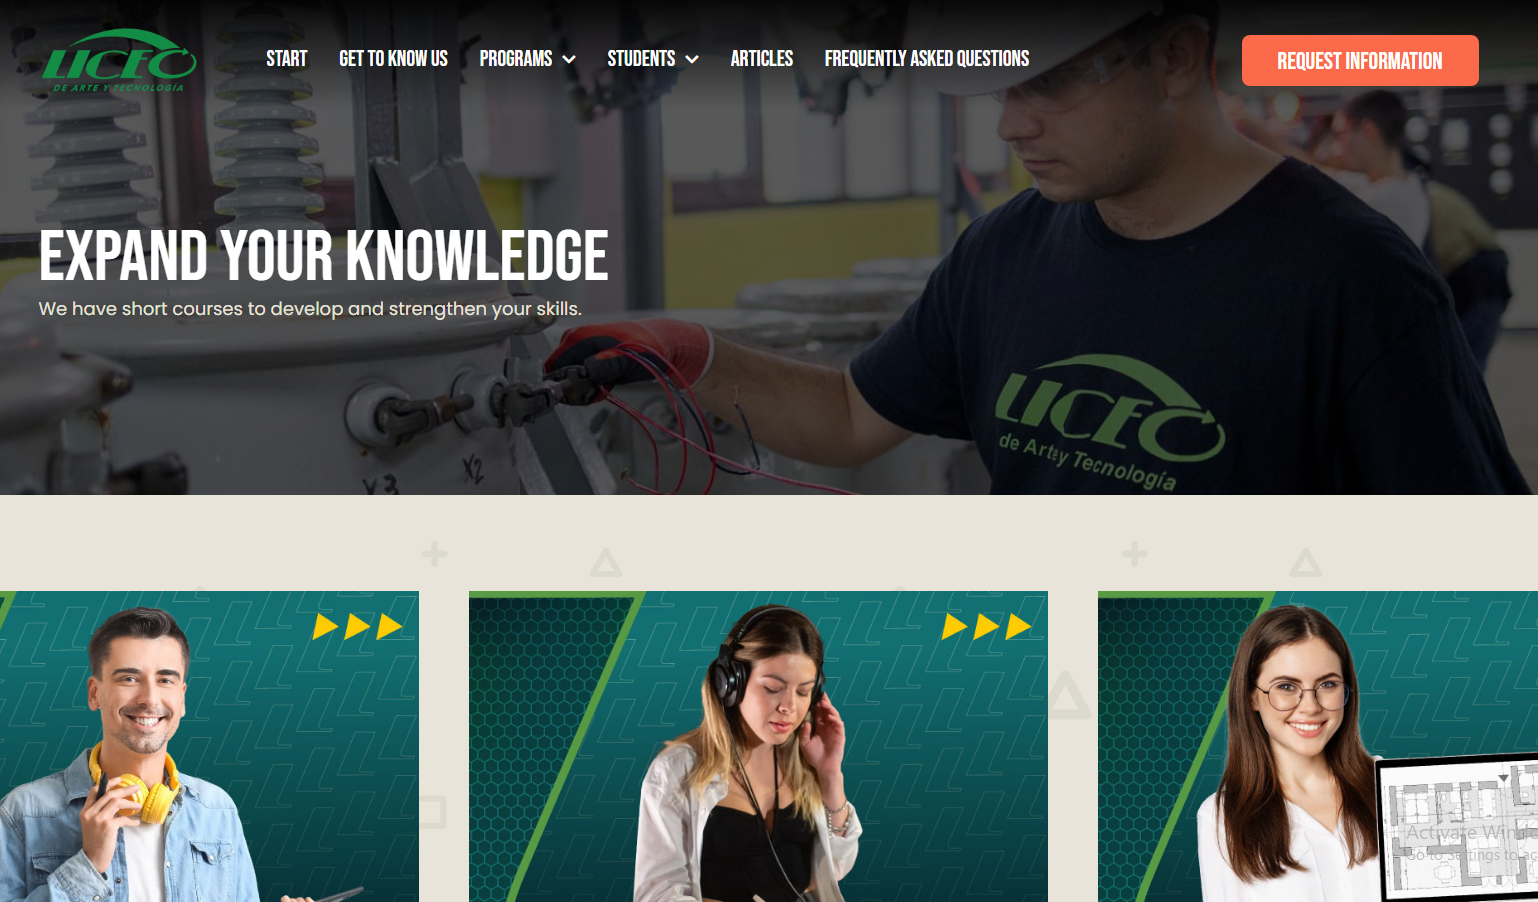 LICEO
DE ARTE Y TECNOLOGÍA
START
GET TO KNOW US
PROGRAMS
STUDENTS
ARTICLES
FREQUENTLY ASKED QUESTIONS
REQUEST INFORMATION
EXPAND YOUR KNOWLEDGE
We have short courses to develop and strengthen your skills.
LICEO
de Arte y Tecnología
X3
X2
Activate
Go to Settings to